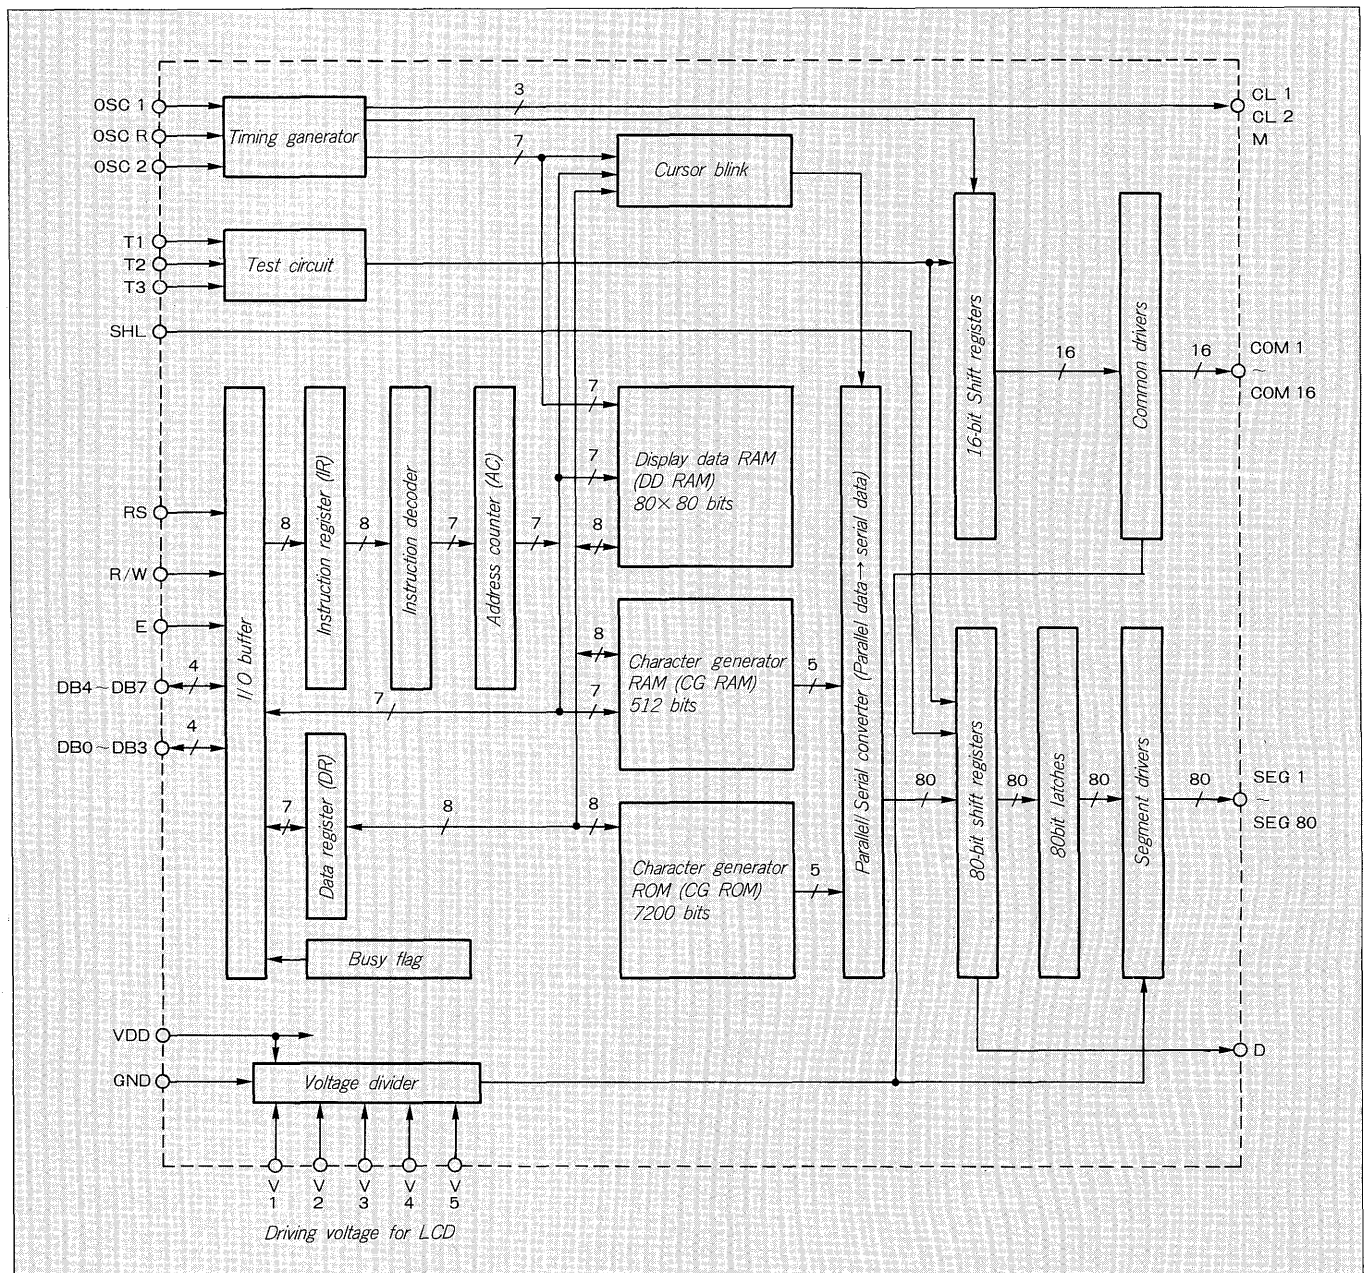 OSC 1
OSC R
OSC 2
Timing ganerator
3
7
CL 1
CL 2
M
Cursor blink
T1
T2
T3
Test circuit
SHL
16-bit Shift registers
16
Common drivers
16
COM 1
~
COM 16
RS
R/W
E
4
DB4~DB7
4
DB0~DB3
I/O buffer
8
Instruction register (IR)
8
Instruction decoder
7
Address counter (AC)
7
7
7
8
Display data RAM
(DD RAM)
80×80 bits
8
7
Character generator
RAM (CG RAM)
512 bits
5
7
7
Data register (DR)
8
8
Character generator
ROM (CG ROM)
7200 bits
5
Parallel/Serial converter (Parallel data→serial data)
80
80-bit shift registers
80
80bit latches
80
Segment drivers
80
SEG 1
~
SEG 80
Busy flag
VDD
GND
Voltage divider
D
V
1
V
2
V
3
V
4
V
5
Driving voltage for LCD